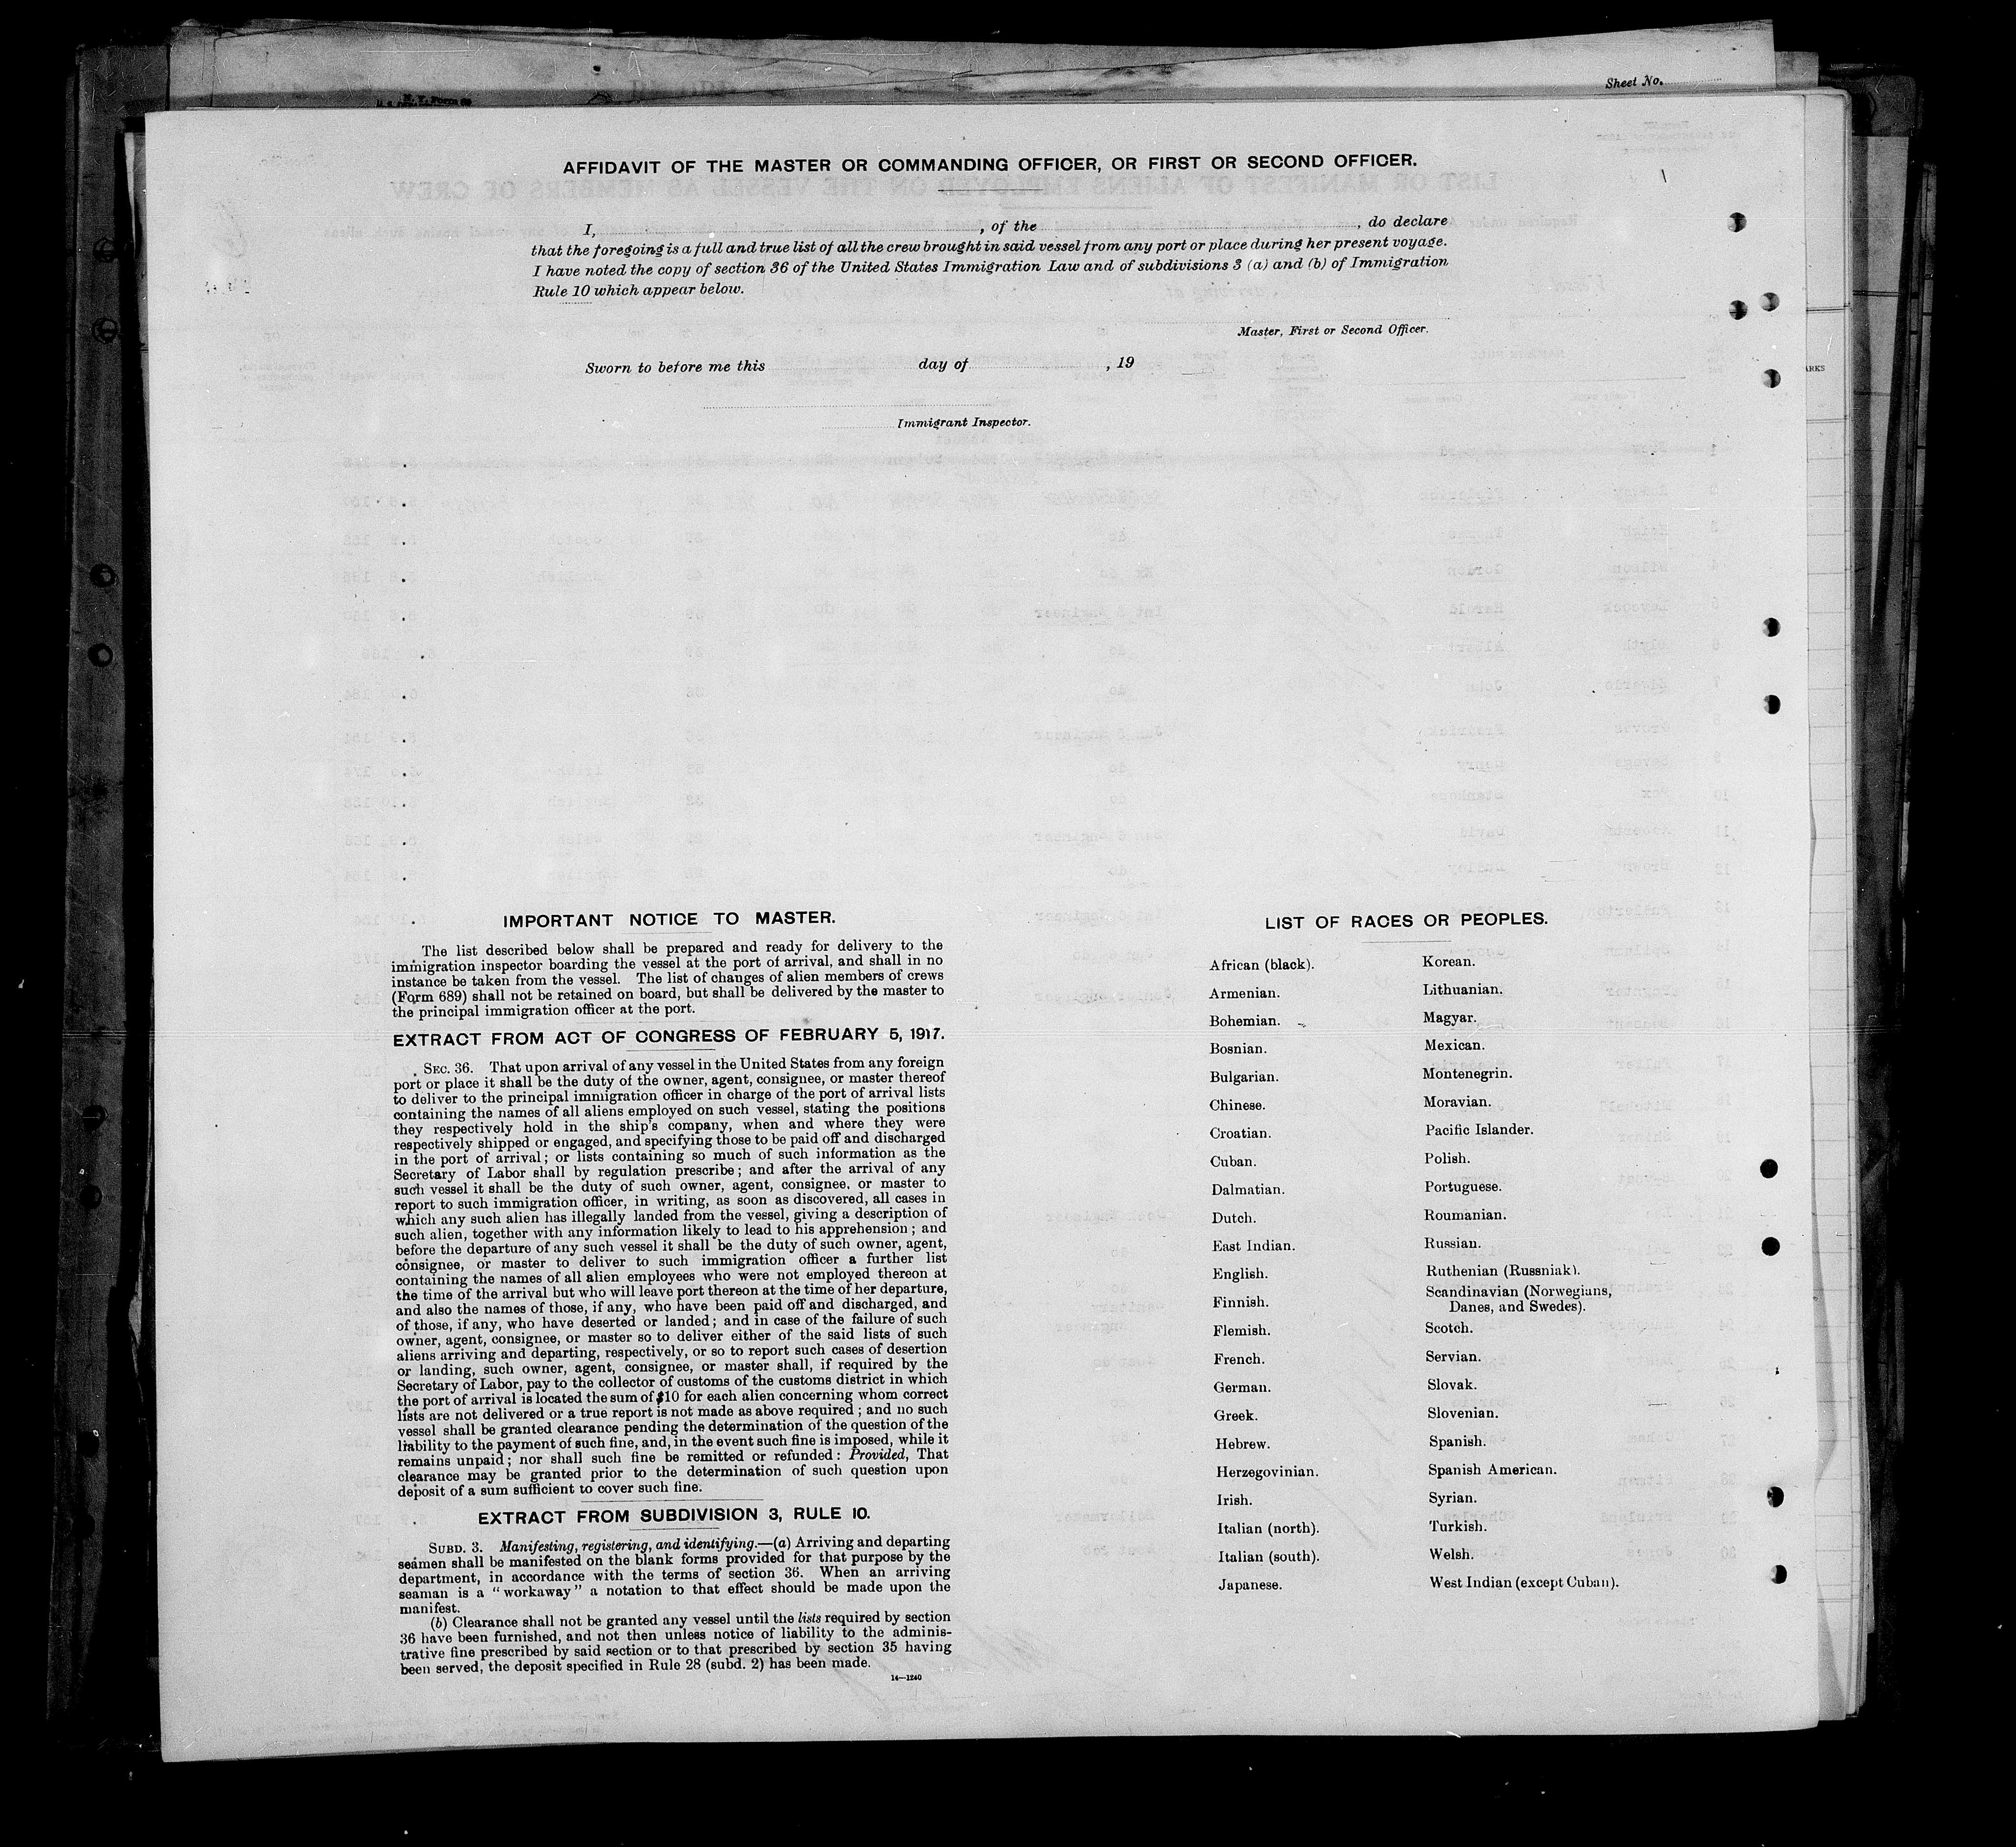 Sheet No.
N. Y. Form 89
AFFIDAVIT OF THE MASTER OR COMMANDING OFFICER, OR FIRST OR SECOND OFFICER.
I, , of the , do declare
that the foregoing is a full and true list of all the crew brought in said vessel from any port or place during her present voyage.
I have noted the copy of section 36 of the United States Immigration Law and of subdivisions 3 (a) and (b) of Immigration
Rule 10 which appear below.
Master, First or Second Officer.
Sworn to before me this day of , 19
Immigrant Inspector.
IMPORTANT NOTICE TO MASTER.
The list described below shall be prepared and ready for delivery to the
immigration inspector boarding the vessel at the port of arrival, and shall in no
instance be taken from the vessel. The list of changes of alien members of crews
(Form 689) shall not be retained on board, but shall be delivered by the master to
the principal immigration officer at the port.
EXTRACT FROM ACT OF CONGRESS OF FEBRUARY 5, 1917.
SEC. 36. That upon arrival of any vessel in the United States from any foreign
port or place it shall be the duty of the owner, agent, consignee, or master thereof
to deliver to the principal immigration officer in charge of the port of arrival lists
containing the names of all aliens employed on such vessel, stating the positions
they respectively hold in the ship's company, when and where they were
respectively shipped or engaged, and specifying those to be paid off and discharged
in the port of arrival; or lists containing so much of such information as the
Secretary of Labor shall by regulation prescribe; and after the arrival of any
such vessel it shall be the duty of such owner, agent, consignee, or master to
report to such immigration officer, in writing, as soon as discovered, all cases in
which any such alien has illegally landed from the vessel, giving a description of
such alien, together with any information likely to lead to his apprehension; and
before the departure of any such vessel it shall be the duty of such owner, agent,
consignee, or master to deliver to such immigration officer a further list
containing the names of all alien employees who were not employed thereon at
the time of the arrival but who will leave port thereon at the time of her departure,
and also the names of those, if any, who have been paid off and discharged, and
of those, if any, who have deserted or landed; and in case of the failure of such
owner, agent, consignee, or master so to deliver either of the said lists of such
aliens arriving and departing, respectively, or so to report such cases of desertion
or landing, such owner, agent, consignee, or master shall, if required by the
Secretary of Labor, pay to the collector of customs of the customs district in which
the port of arrival is located the sum of $10 for each alien concerning whom correct
lists are not delivered or a true report is not made as above required; and no such
vessel shall be granted clearance pending the determination of the question of the
liability to the payment of such fine, and, in the event such fine is imposed, while it
remains unpaid; nor shall such fine be remitted or refunded: Provided, That
clearance may be granted prior to the determination of such question upon
deposit of a sum sufficient to cover such fine.
EXTRACT FROM SUBDIVISION 3, RULE 10.
SUBD. 3. Manifesting, registering, and identifying.—(a) Arriving and departing
seamen shall be manifested on the blank forms provided for that purpose by the
department, in accordance with the terms of section 36. When an arriving
seaman is a "workaway" a notation to that effect should be made upon the
manifest.
(b) Clearance shall not be granted any vessel until the lists required by section
36 have been furnished, and not then unless notice of liability to the adminis-
trative fine prescribed by said section or to that prescribed by section 35 having
been served, the deposit specified in Rule 28 (subd. 2) has been made.
14—1240
LIST OF RACES OR PEOPLES.
African (black).
Armenian.
Bohemian.
Bosnian.
Bulgarian.
Chinese.
Croatian.
Cuban.
Dalmatian.
Dutch.
East Indian.
English.
Finnish.
Flemish.
French.
German.
Greek.
Hebrew.
Herzegovinian.
Irish.
Italian (north).
Italian (south).
Japanese.
Korean.
Lithuanian.
Magyar.
Mexican.
Montenegrin.
Moravian.
Pacific Islander.
Polish.
Portuguese.
Roumanian.
Russian.
Ruthenian (Russniak).
Scandinavian (Norwegians,
Danes, and Swedes).
Scotch.
Servian.
Slovak.
Slovenian.
Spanish.
Spanish American.
Syrian.
Turkish.
Welsh.
West Indian (except Cuban).